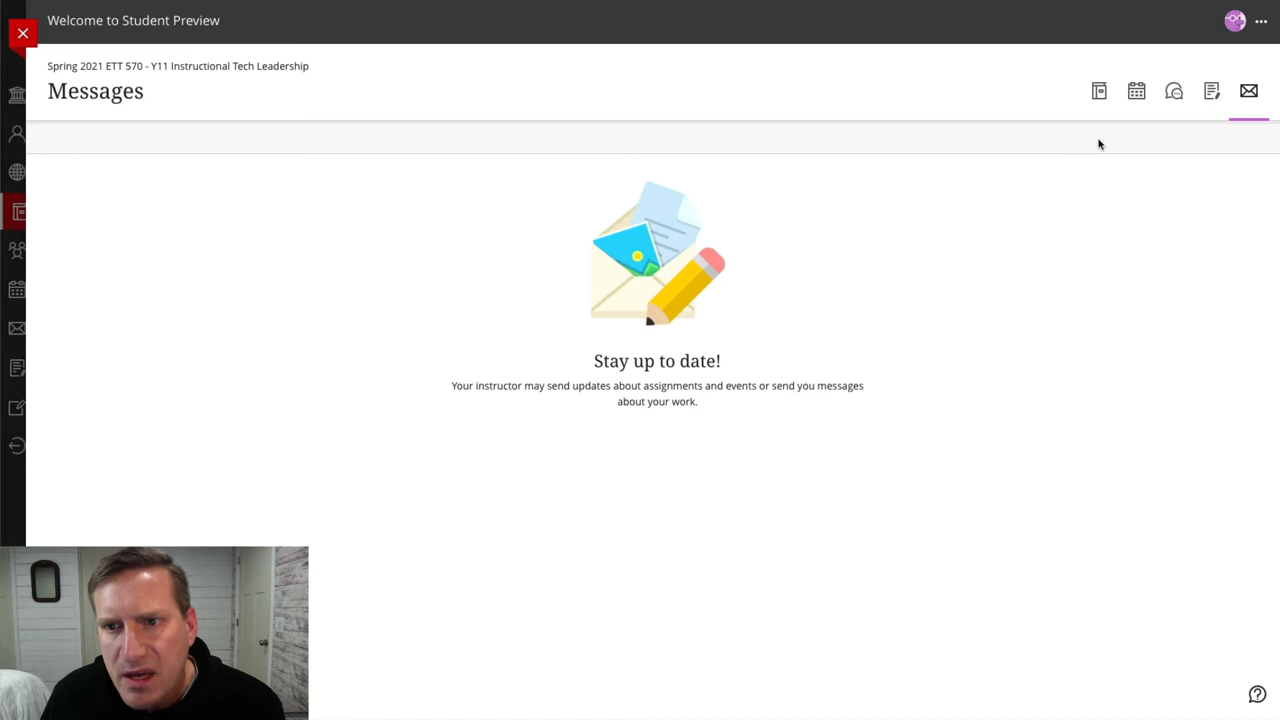 Welcome to Student Preview
Spring 2021 ETT 570 - Y11 Instructional Tech Leadership
Messages
Stay up to date!
Your instructor may send updates about assignments and events or send you messages
about your work.